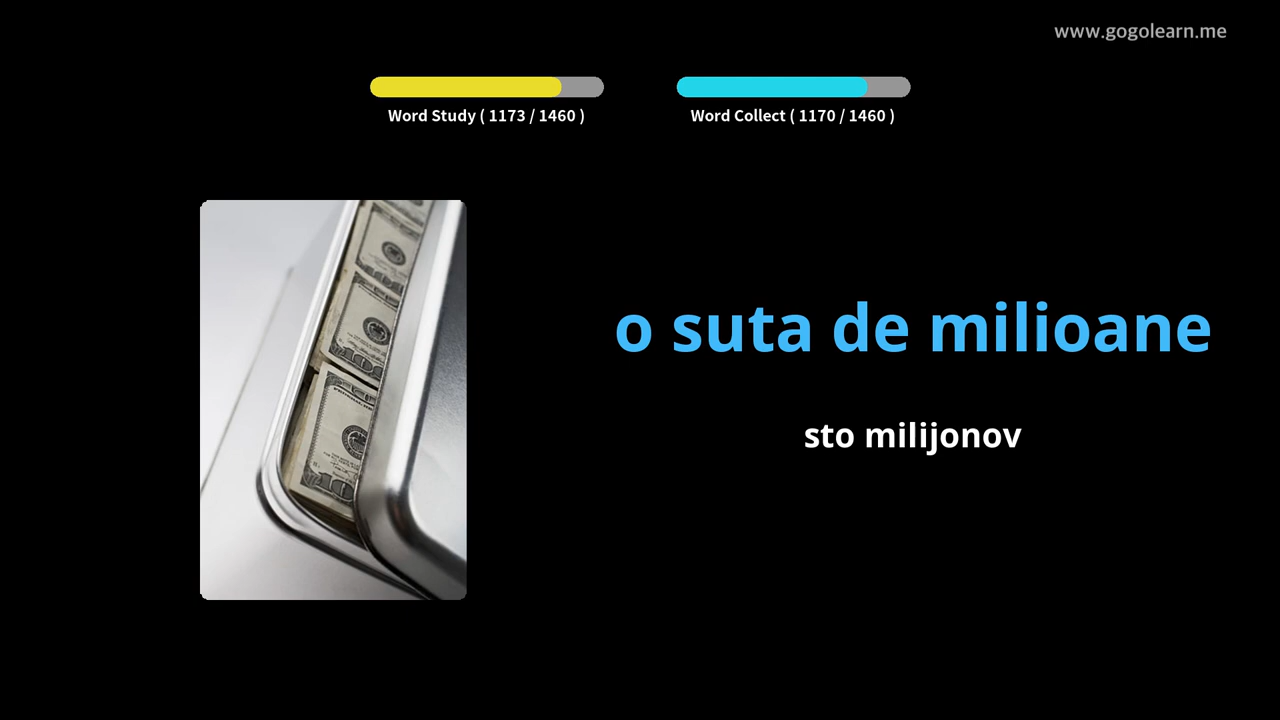 www.gogolearn.me
Word Study ( 1173 / 1460 )
Word Collect ( 1170 / 1460 )
o suta de milioane
sto milijonov